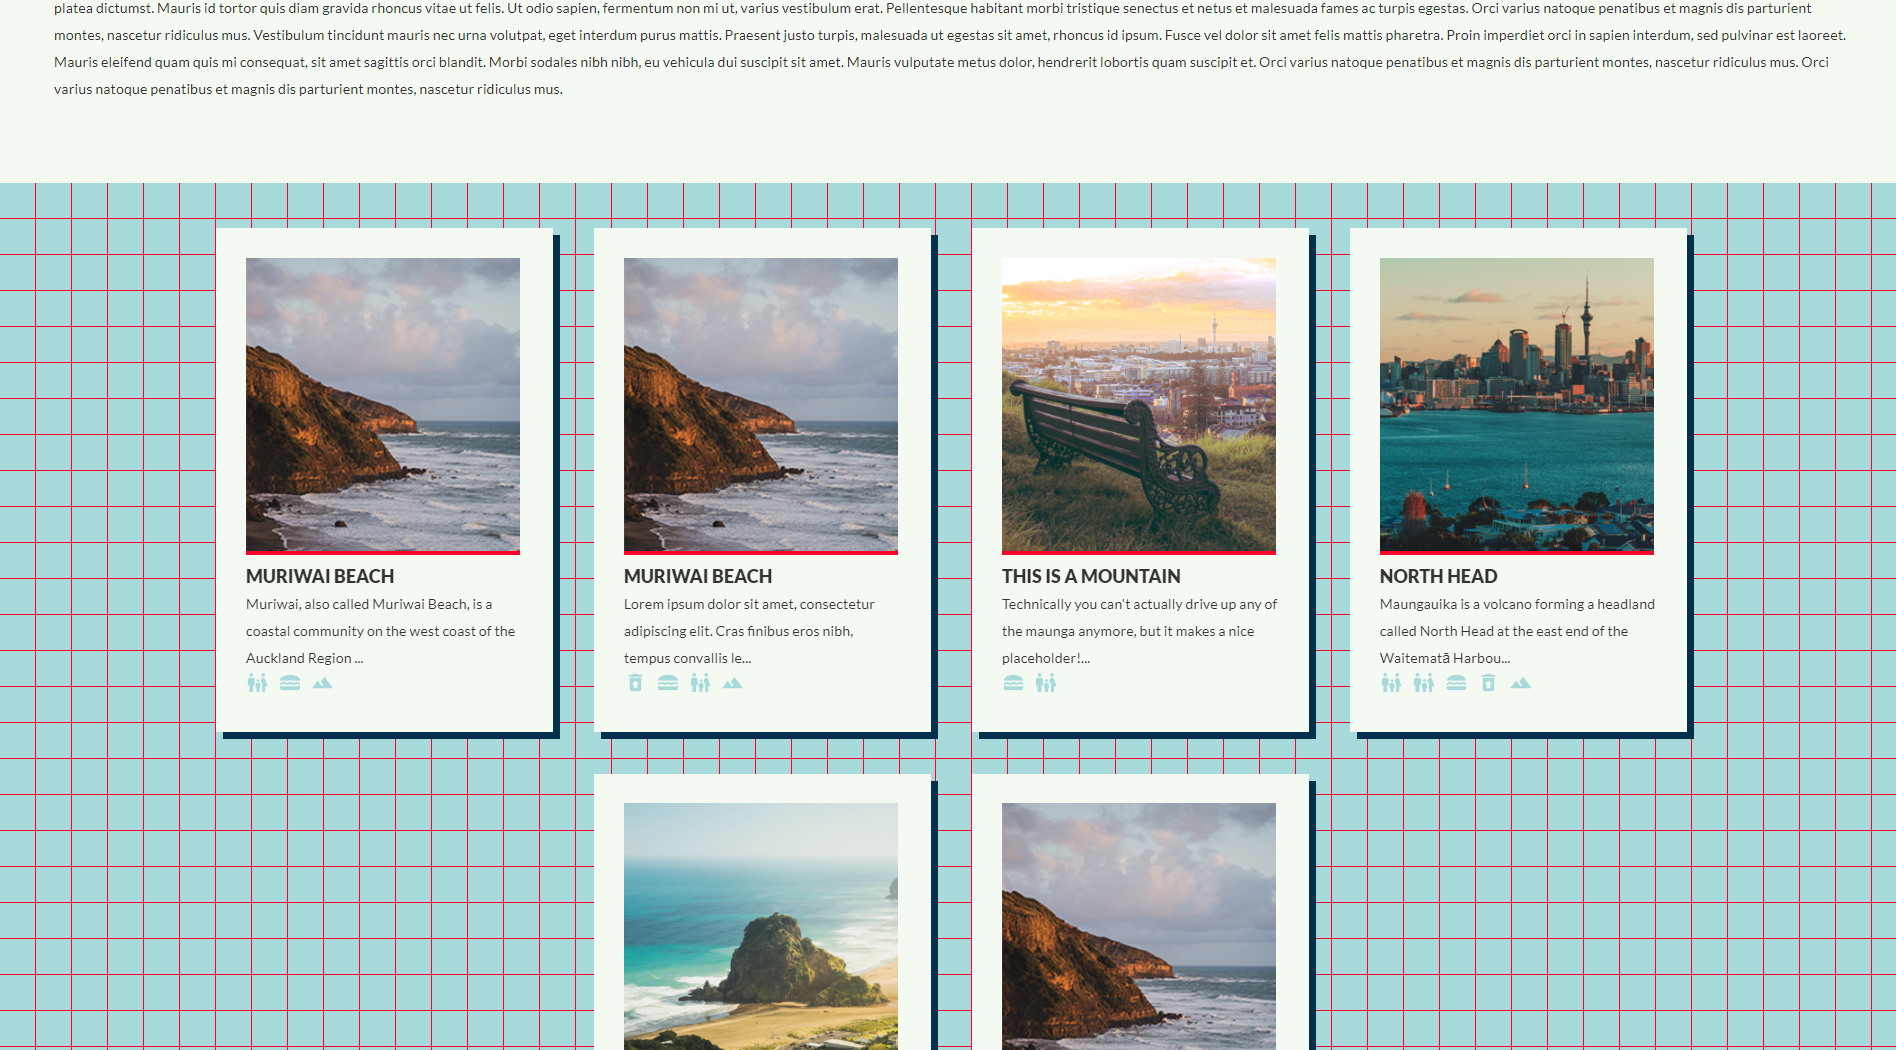 platea dictumst. Mauris id tortor quis diam gravida rhoncus vitae ut felis. Ut odio sapien, fermentum non mi ut, varius vestibulum erat. Pellentesque habitant morbi tristique senectus et netus et malesuada fames ac turpis egestas. Orci varius natoque penatibus et magnis dis parturient
montes, nascetur ridiculus mus. Vestibulum tincidunt mauris nec urna volutpat, eget interdum purus mattis. Praesent justo turpis, malesuada ut egestas sit amet, rhoncus id ipsum. Fusce vel dolor sit amet felis mattis pharetra. Proin imperdiet orci in sapien interdum, sed pulvinar est laoreet.
Mauris eleifend quam quis mi consequat, sit amet sagittis orci blandit. Morbi sodales nibh nibh, eu vehicula dui suscipit sit amet. Mauris vulputate metus dolor, hendrerit lobortis quam suscipit et. Orci varius natoque penatibus et magnis dis parturient montes, nascetur ridiculus mus. Orci
varius natoque penatibus et magnis dis parturient montes, nascetur ridiculus mus.
MURIWAI BEACH
Muriwai, also called Muriwai Beach, is a
coastal community on the west coast of the
Auckland Region ...
MURIWAI BEACH
Lorem ipsum dolor sit amet, consectetur
adipiscing elit. Cras finibus eros nibh,
tempus convallis le...
THIS IS A MOUNTAIN
Technically you can't actually drive up any of
the maunga anymore, but it makes a nice
placeholder!...
NORTH HEAD
Maungauika is a volcano forming a headland
called North Head at the east end of the
Waitematā Harbou...